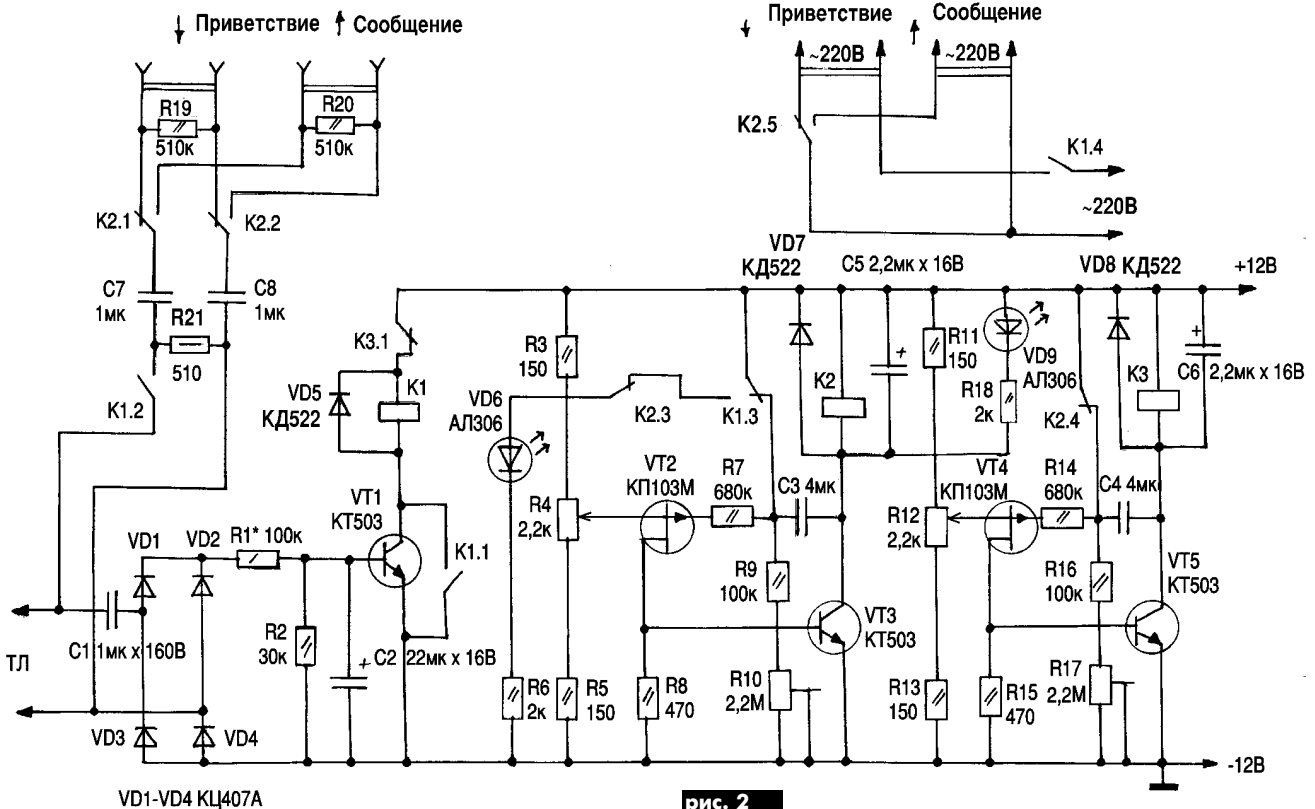 Приветствие
Сообщение
Приветствие
Сообщение
~220В
~220В
R19
510к
R20
510к
K2.5
K1.4
~220В
K2.1
K2.2
VD7
КД522
C5 2,2мк x 16В
VD8 КД522
+12В
C7
1мк
C8
1мк
R21
510
K3.1
R3
150
R11
150
VD9
АЛ306
K1.2
VD5
КД522
K1
VD6
АЛ306
K2.3
K1.3
K2
R18
2к
K2.4
K3
C6
2,2мк x 16В
VT1
КТ503
VT2
КП103М
R7
680к
C3 4мк
VT4
КП103М
R14
680к
C4 4мк
R4
2,2к
R12
2,2к
VD1
VD2
R1* 100к
K1.1
R9
100к
R16
100к
VT5
КТ503
VT3
КТ503
ТЛ
C1 1мк x 160В
R2
30к
+
C2 22мк x 16В
R6
2к
R5
150
R8
470
R10
2,2М
R13
150
R15
470
R17
2,2М
VD3
VD4
-12В
VD1-VD4 КЦ407А
рис. 2